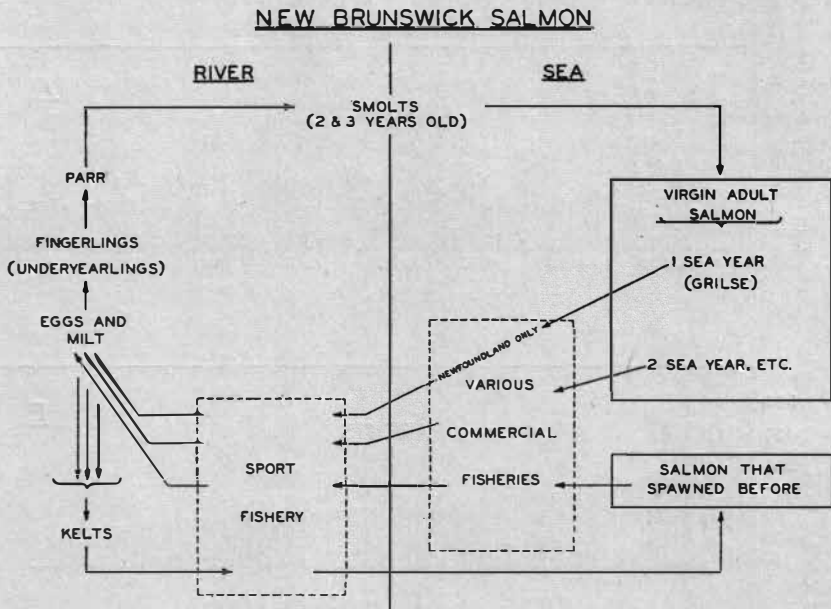 NEW BRUNSWICK SALMON
RIVER
SEA
SMOLTS
(2 & 3 YEARS OLD)
PARR
FINGERLINGS
(UNDERYEARLINGS)
EGGS AND
MILT
KELTS
SPORT
FISHERY
NEWFOUNDLAND ONLY
VARIOUS
COMMERCIAL
FISHERIES
VIRGIN ADULT
SALMON
1 SEA YEAR
(GRILSE)
2 SEA YEAR, ETC.
SALMON THAT
SPAWNED BEFORE